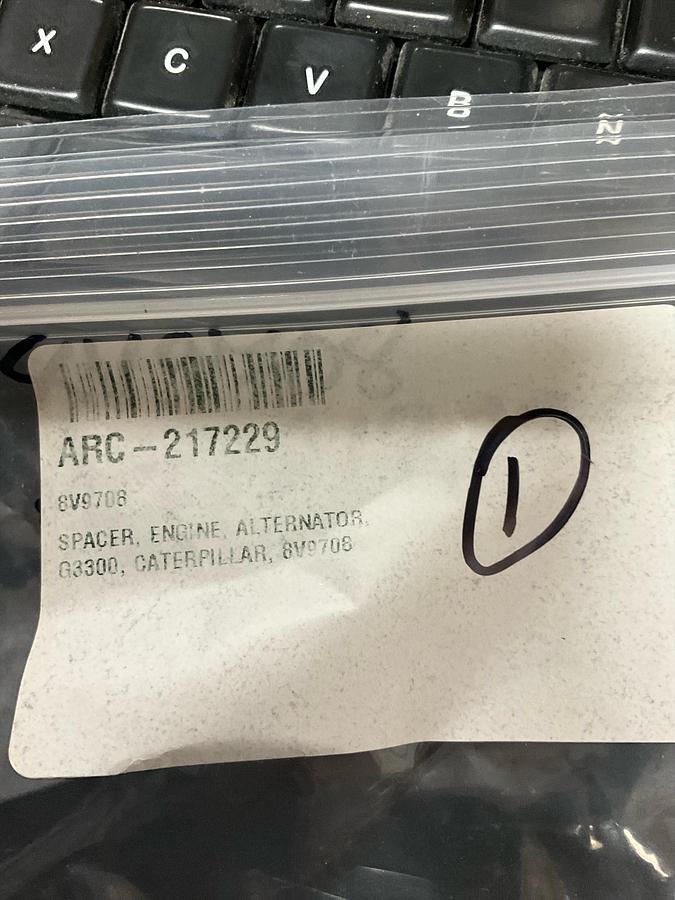 X
C
V
B
N
ARC-217229
8V9708
SPACER, ENGINE, ALTERNATOR,
G3300, CATERPILLAR, 8V9708
1